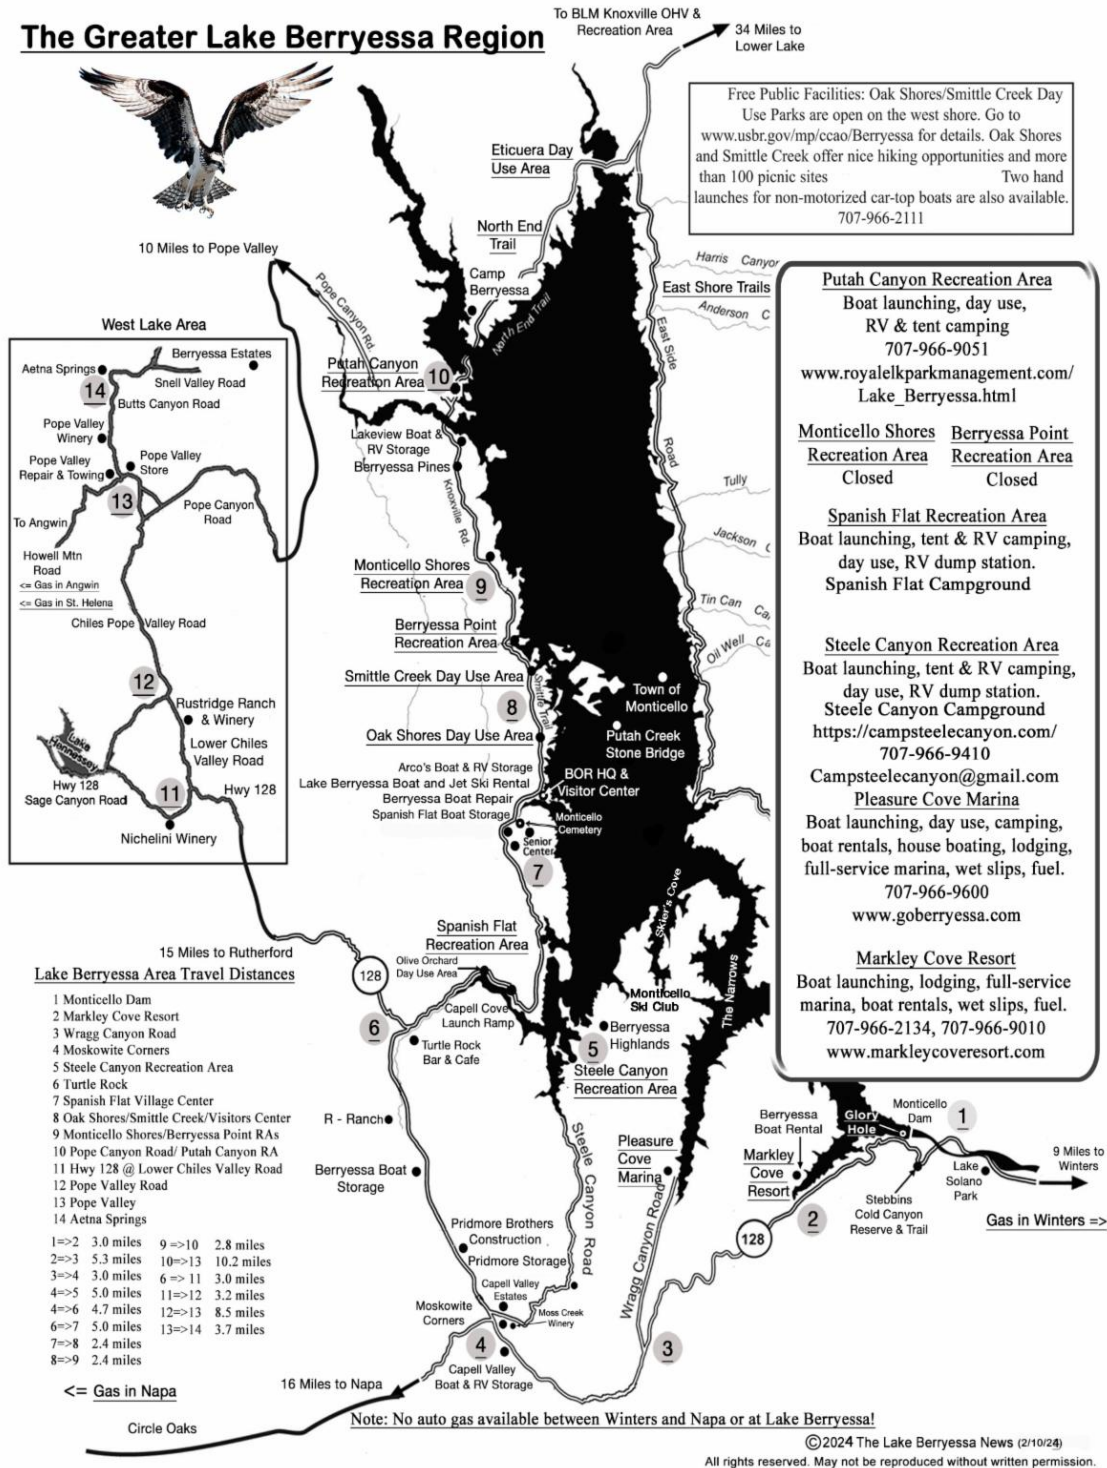 The Greater Lake Berryessa Region
To BLM Knoxville OHV &
Recreation Area
34 Miles to
Lower Lake
Free Public Facilities: Oak Shores/Smittle Creek Day
Use Parks are open on the west shore. Go to
www.usbr.gov/mp/ccao/Berryessa for details. Oak Shores
and Smittle Creek offer nice hiking opportunities and more
than 100 picnic sites Two hand
launches for non-motorized car-top boats are also available.
707-966-2111
Eticuera Day
Use Area
North End
Trail
Camp
Berryessa
North End Trail
10 Miles to Pope Valley
Pope Canyon Rd.
Harris Canyon
East Shore Trails
Anderson C
East Side
Road
Putah Canyon
Recreation Area
10
Lakeview Boat &
RV Storage
Berryessa Pines
Knoxville Rd.
Tully
Jackson C
Tin Can Ca
Oil Well Ca
Monticello Shores
Recreation Area
9
Berryessa Point
Recreation Area
Smittle Creek Day Use Area
Smittle Trail
8
Oak Shores Day Use Area
Town of
Monticello
Putah Creek
Stone Bridge
Arco's Boat & RV Storage
Lake Berryessa Boat and Jet Ski Rental
Berryessa Boat Repair
Spanish Flat Boat Storage
BOR HQ &
Visitor Center
Monticello
Cemetery
Senior
Center
7
Spanish Flat
Recreation Area
Olive Orchard
Day Use Area
Capell Cove
Launch Ramp
Skier's Cove
The Narrows
Monticello
Ski Club
Berryessa
Highlands
5
Steele Canyon
Recreation Area
West Lake Area
Aetna Springs
14
Berryessa Estates
Snell Valley Road
Butts Canyon Road
Pope Valley
Winery
Pope Valley
Repair & Towing
Pope Valley
Store
13
Pope Canyon
Road
To Angwin
Howell Mtn
Road
<= Gas in Angwin
<= Gas in St. Helena
Chiles Pope Valley Road
12
Rustridge Ranch
& Winery
Lower Chiles
Valley Road
Lake
Hennessey
Hwy 128
Sage Canyon Road
11
Hwy 128
Nichelini Winery
15 Miles to Rutherford
128
6
Turtle Rock
Bar & Cafe
R - Ranch
Berryessa Boat
Storage
Pridmore Brothers
Construction
Pridmore Storage
Capell Valley
Estates
Moskowite
Corners
Moss Creek
Winery
4
Capell Valley
Boat & RV Storage
Steele Canyon Road
Pleasure
Cove
Marina
Wragg Canyon Road
3
128
2
Markley
Cove
Resort
Berryessa
Boat Rental
Glory
Hole
Monticello
Dam
1
Lake
Solano
Park
Stebbins
Cold Canyon
Reserve & Trail
9 Miles to
Winters
Gas in Winters =>
Putah Canyon Recreation Area
Boat launching, day use,
RV & tent camping
707-966-9051
www.royalelkparkmanagement.com/
Lake_Berryessa.html
Monticello Shores
Recreation Area
Closed
Berryessa Point
Recreation Area
Closed
Spanish Flat Recreation Area
Boat launching, tent & RV camping,
day use, RV dump station.
Spanish Flat Campground
Steele Canyon Recreation Area
Boat launching, tent & RV camping,
day use, RV dump station.
Steele Canyon Campground
https://campsteelecanyon.com/
707-966-9410
Campsteelecanyon@gmail.com
Pleasure Cove Marina
Boat launching, day use, camping,
boat rentals, house boating, lodging,
full-service marina, wet slips, fuel.
707-966-9600
www.goberryessa.com
Markley Cove Resort
Boat launching, lodging, full-service
marina, boat rentals, wet slips, fuel.
707-966-2134, 707-966-9010
www.markleycoveresort.com
Lake Berryessa Area Travel Distances
1 Monticello Dam
2 Markley Cove Resort
3 Wragg Canyon Road
4 Moskowite Corners
5 Steele Canyon Recreation Area
6 Turtle Rock
7 Spanish Flat Village Center
8 Oak Shores/Smittle Creek/Visitors Center
9 Monticello Shores/Berryessa Point RAs
10 Pope Canyon Road/ Putah Canyon RA
11 Hwy 128 @ Lower Chiles Valley Road
12 Pope Valley Road
13 Pope Valley
14 Aetna Springs
1=>2 3.0 miles
2=>3 5.3 miles
3=>4 3.0 miles
4=>5 5.0 miles
4=>6 4.7 miles
6=>7 5.0 miles
7=>8 2.4 miles
8=>9 2.4 miles
9 =>10 2.8 miles
10=>13 10.2 miles
6 => 11 3.0 miles
11=>12 3.2 miles
12=>13 8.5 miles
13=>14 3.7 miles
<= Gas in Napa
16 Miles to Napa
Circle Oaks
Note: No auto gas available between Winters and Napa or at Lake Berryessa!
©2024 The Lake Berryessa News (2/10/24)
All rights reserved. May not be reproduced without written permission.